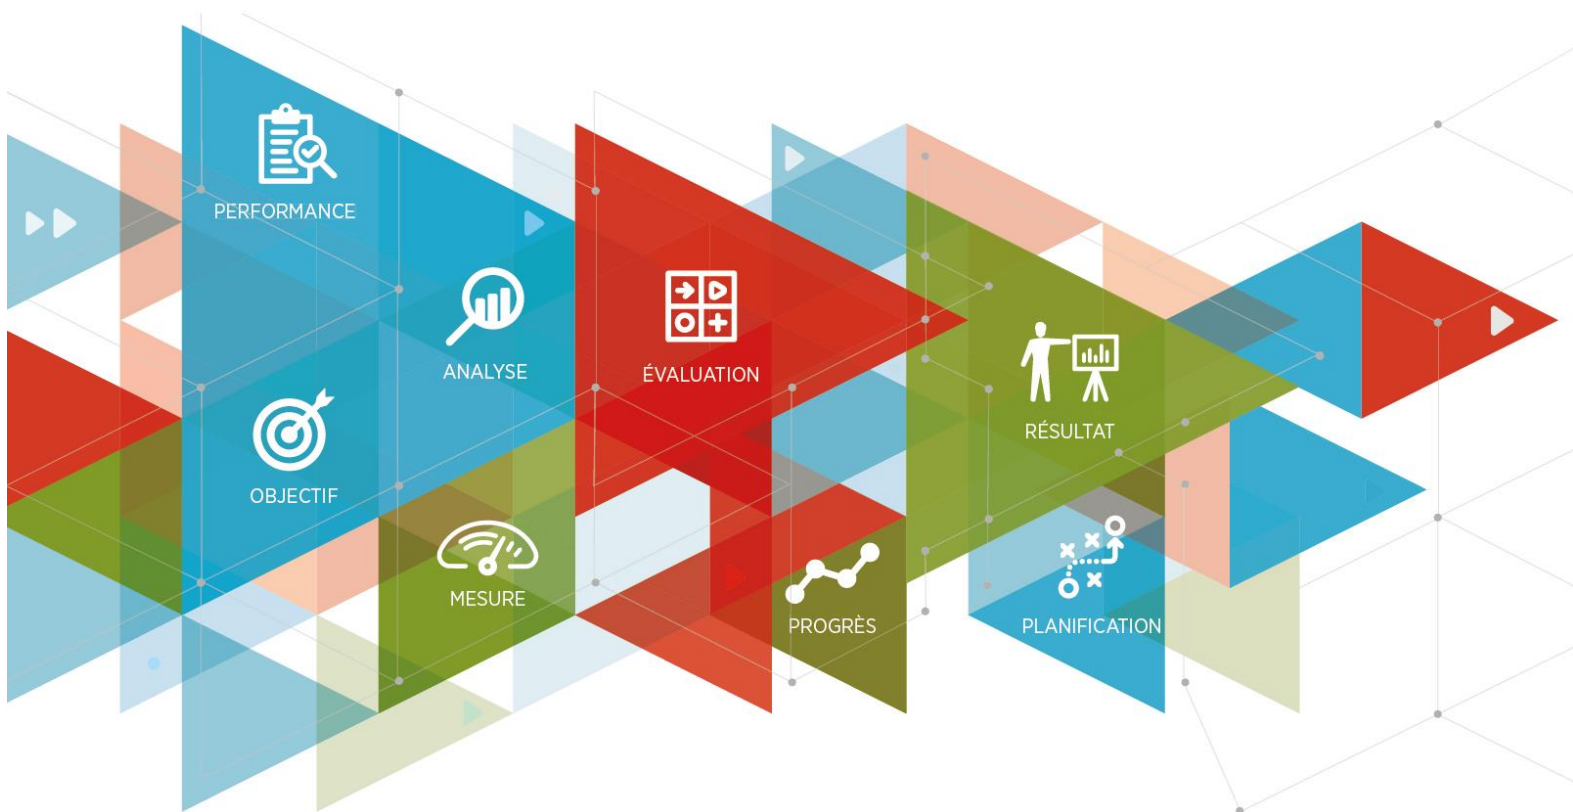 PERFORMANCE
ANALYSE
ÉVALUATION
RÉSULTAT
OBJECTIF
MESURE
PROGRÈS
PLANIFICATION